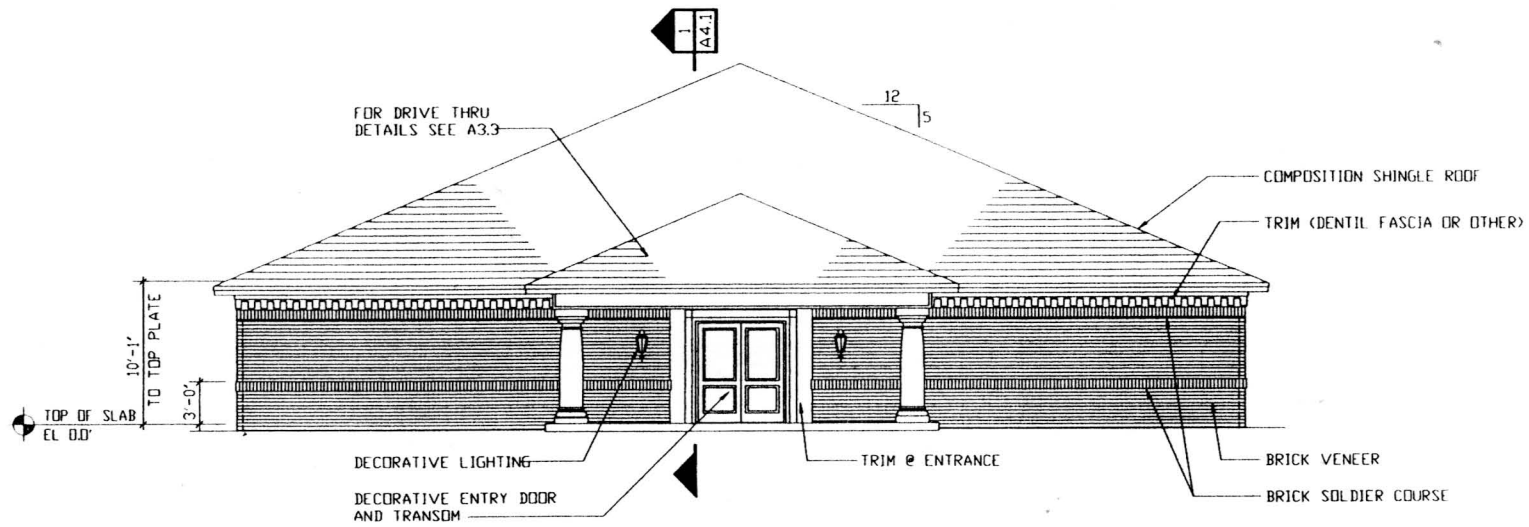 1
A4.1
12
5
FOR DRIVE THRU
DETAILS SEE A3.3
COMPOSITION SHINGLE ROOF
TRIM (DENTIL FASCIA OR OTHER)
10'-1"
TO TOP PLATE
3'-0"
TOP OF SLAB
EL 0.0'
DECORATIVE LIGHTING
TRIM @ ENTRANCE
BRICK VENEER
DECORATIVE ENTRY DOOR
AND TRANSOM
BRICK SOLDIER COURSE